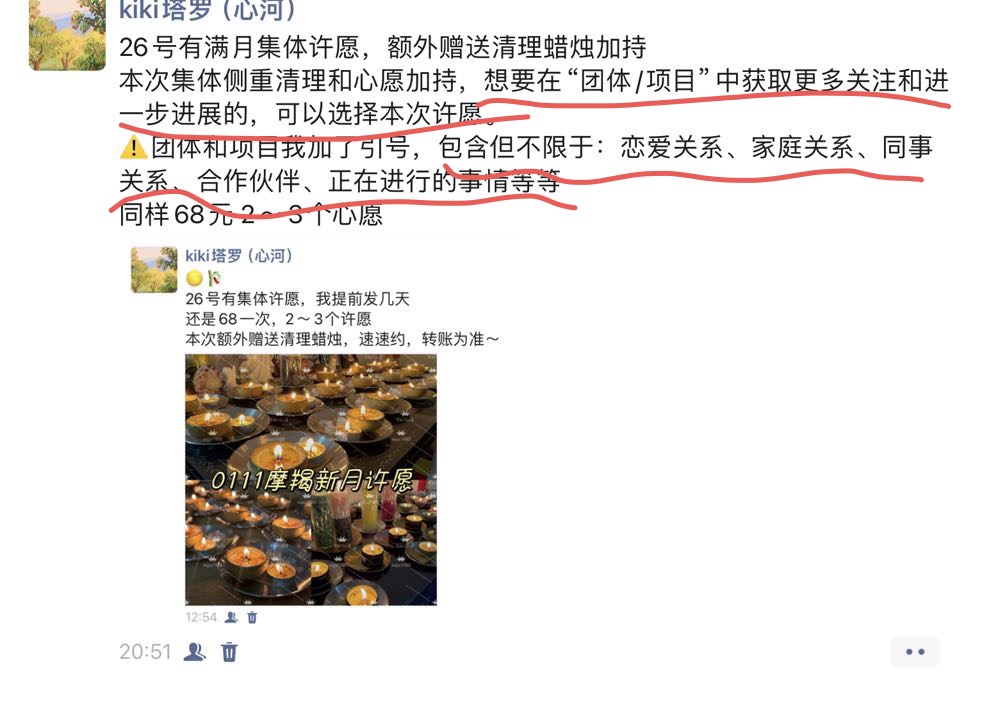 kiki塔罗（心河）
26号有满月集体许愿，额外赠送清理蜡烛加持
本次集体侧重清理和心愿加持，想要在“团体/项目”中获取更多关注和进
一步进展的，可以选择本次许愿。
⚠️团体和项目我加了引号，包含但不限于：恋爱关系、家庭关系、同事
关系、合作伙伴、正在进行的事情等等
同样68元 2～3个心愿
kiki塔罗（心河）
26号有集体许愿，我提前发几天
还是68一次，2～3个许愿
本次额外赠送清理蜡烛，速速约，转账为准～
0111摩羯新月许愿
12:54
20:51